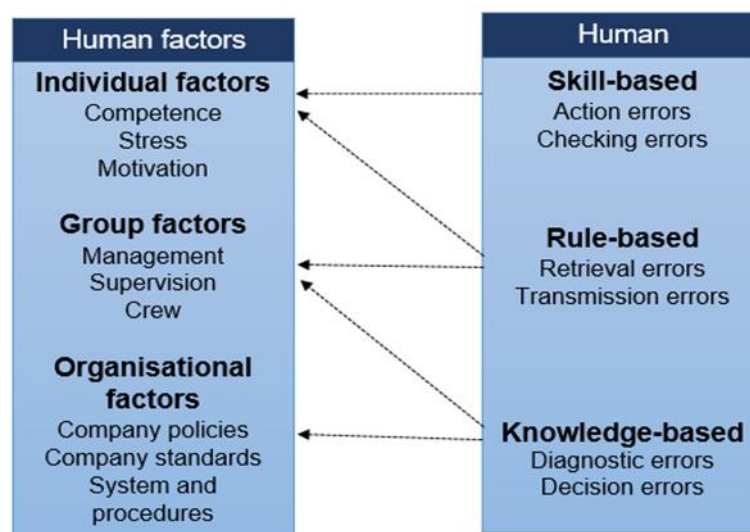 Human factors
Individual factors
Competence
Stress
Motivation
Group factors
Management
Supervision
Crew
Organisational
factors
Company policies
Company standards
System and
procedures
Human
Skill-based
Action errors
Checking errors
Rule-based
Retrieval errors
Transmission errors
Knowledge-based
Diagnostic errors
Decision errors